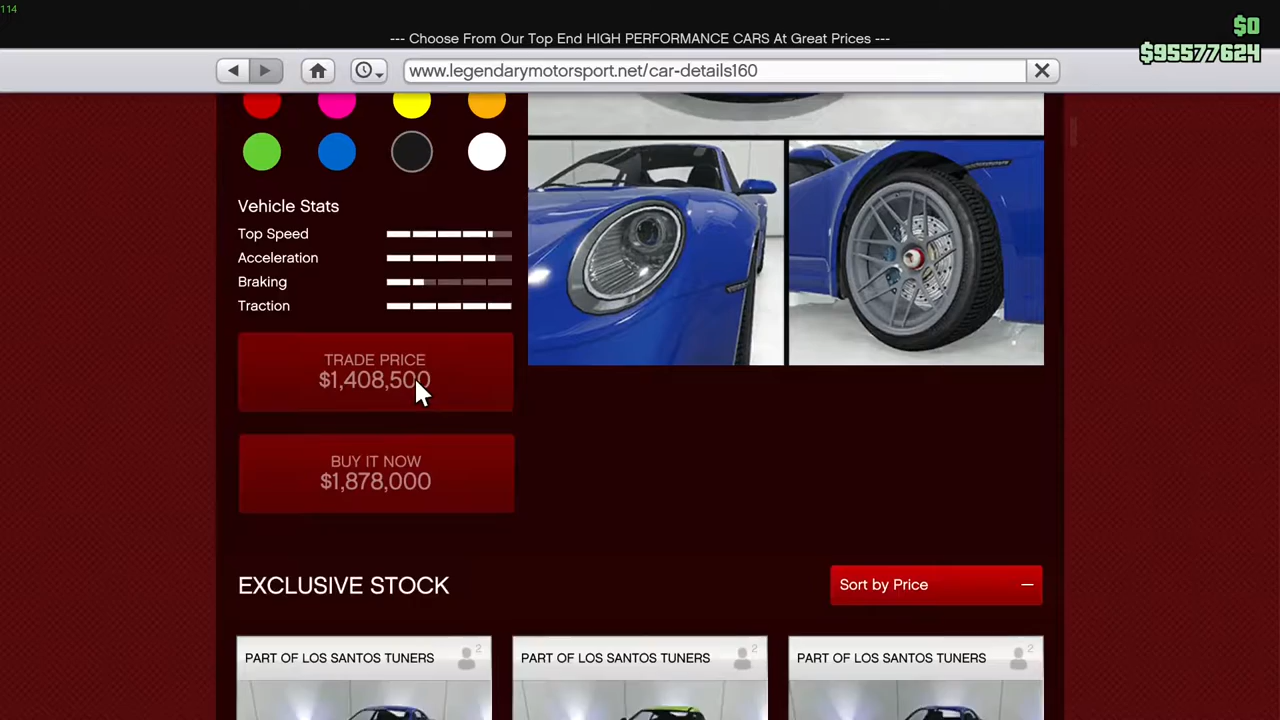 114
$0
$95577624
--- Choose From Our Top End HIGH PERFORMANCE CARS At Great Prices ---
www.legendarymotorsport.net/car-details160
Vehicle Stats
Top Speed
Acceleration
Braking
Traction
TRADE PRICE
$1,408,500
BUY IT NOW
$1,878,000
EXCLUSIVE STOCK
Sort by Price
PART OF LOS SANTOS TUNERS 2
PART OF LOS SANTOS TUNERS 2
PART OF LOS SANTOS TUNERS 2